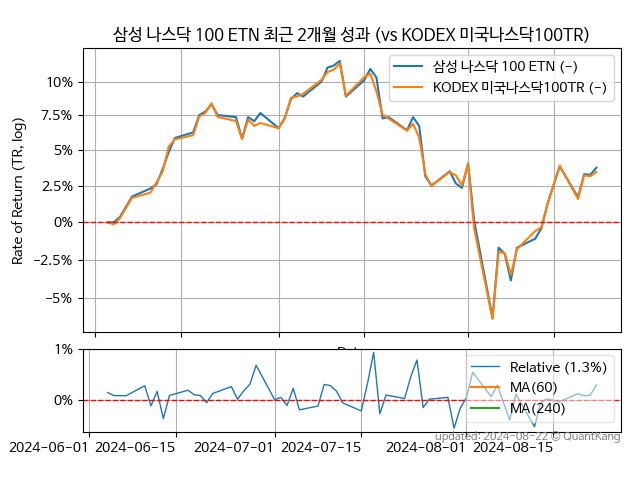 삼성 나스닥 100 ETN 최근 2개월 성과 (vs KODEX 미국나스닥100TR)
삼성 나스닥 100 ETN (-)
KODEX 미국나스닥100TR (-)
Rate of Return (TR, log)
10%
7.5%
5%
2.5%
0%
−2.5%
−5%
1%
0%
Relative (1.3%)
MA(60)
MA(240)
2024-06-01 2024-06-15 2024-07-01 2024-07-15 2024-08-01 2024-08-15
updated: 2024-08-22 © QuantKang